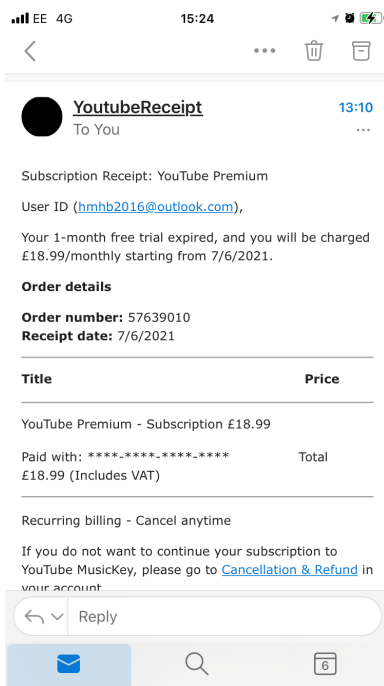 EE 4G 15:24
YoutubeReceipt 13:10
To You
Subscription Receipt: YouTube Premium
User ID (hmhb2016@outlook.com),
Your 1-month free trial expired, and you will be charged
£18.99/monthly starting from 7/6/2021.
Order details
Order number: 57639010
Receipt date: 7/6/2021
Title Price
YouTube Premium - Subscription £18.99
Paid with: ****-****-****-**** Total
£18.99 (Includes VAT)
Recurring billing - Cancel anytime
If you do not want to continue your subscription to
YouTube MusicKey, please go to Cancellation & Refund in
your account
Reply
6